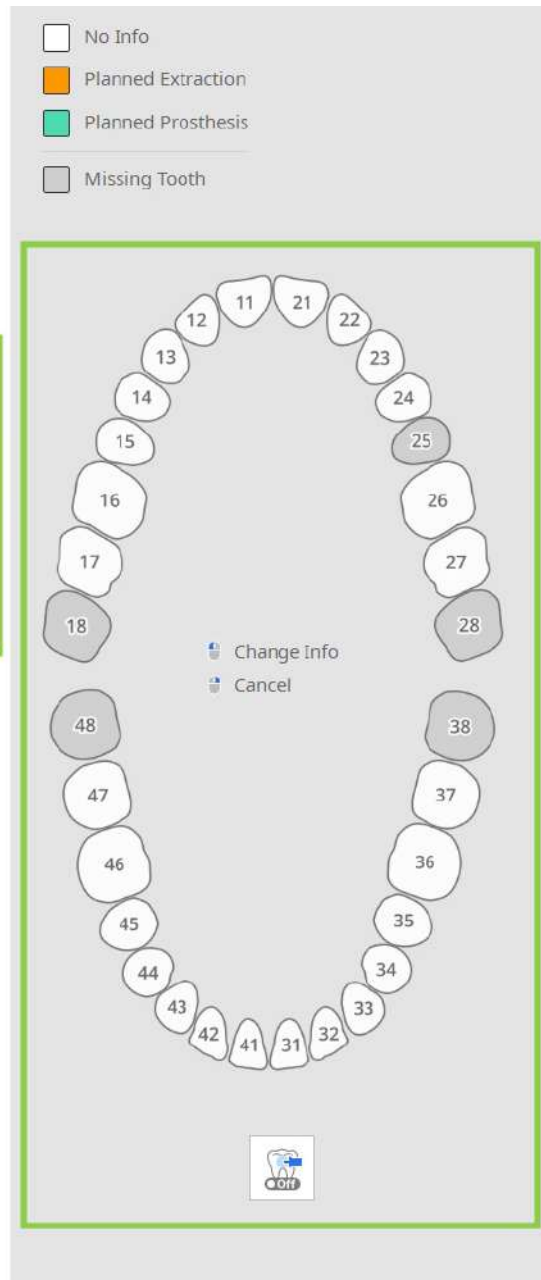 No Info
Planned Extraction
Planned Prosthesis
Missing Tooth
11 21
12 22
13 23
14 24
15 25
16 26
17 27
18 28
Change Info
Cancel
48 38
47 37
46 36
45 35
44 34
43 33
42 32
41 31
Off